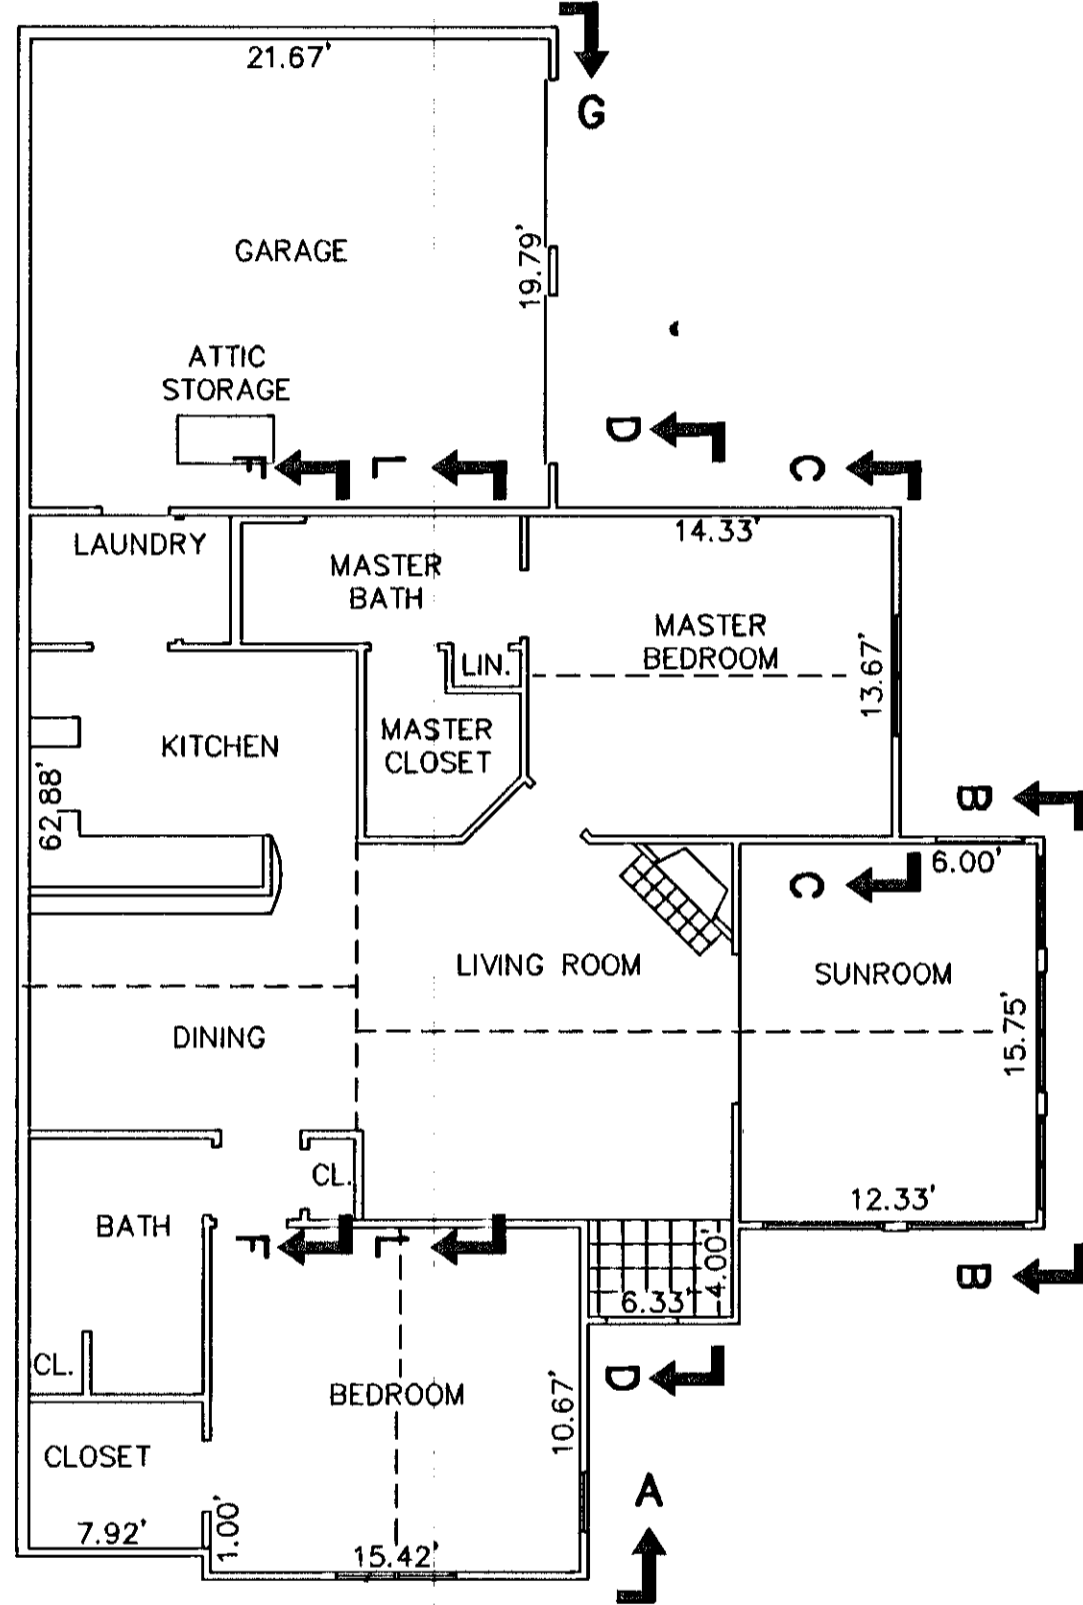 21.67'
G
GARAGE
19.79'
ATTIC
STORAGE
D
F
L
C
LAUNDRY
14.33'
MASTER
BATH
MASTER
BEDROOM
LIN.
13.67'
KITCHEN
MASTER
CLOSET
62.88'
B
6.00'
C
LIVING ROOM
SUNROOM
DINING
15.75'
CL.
BATH
12.33'
F
L
4.00'
B
6.33'
CL.
D
BEDROOM
10.67'
CLOSET
A
7.92'
1.00'
15.42'